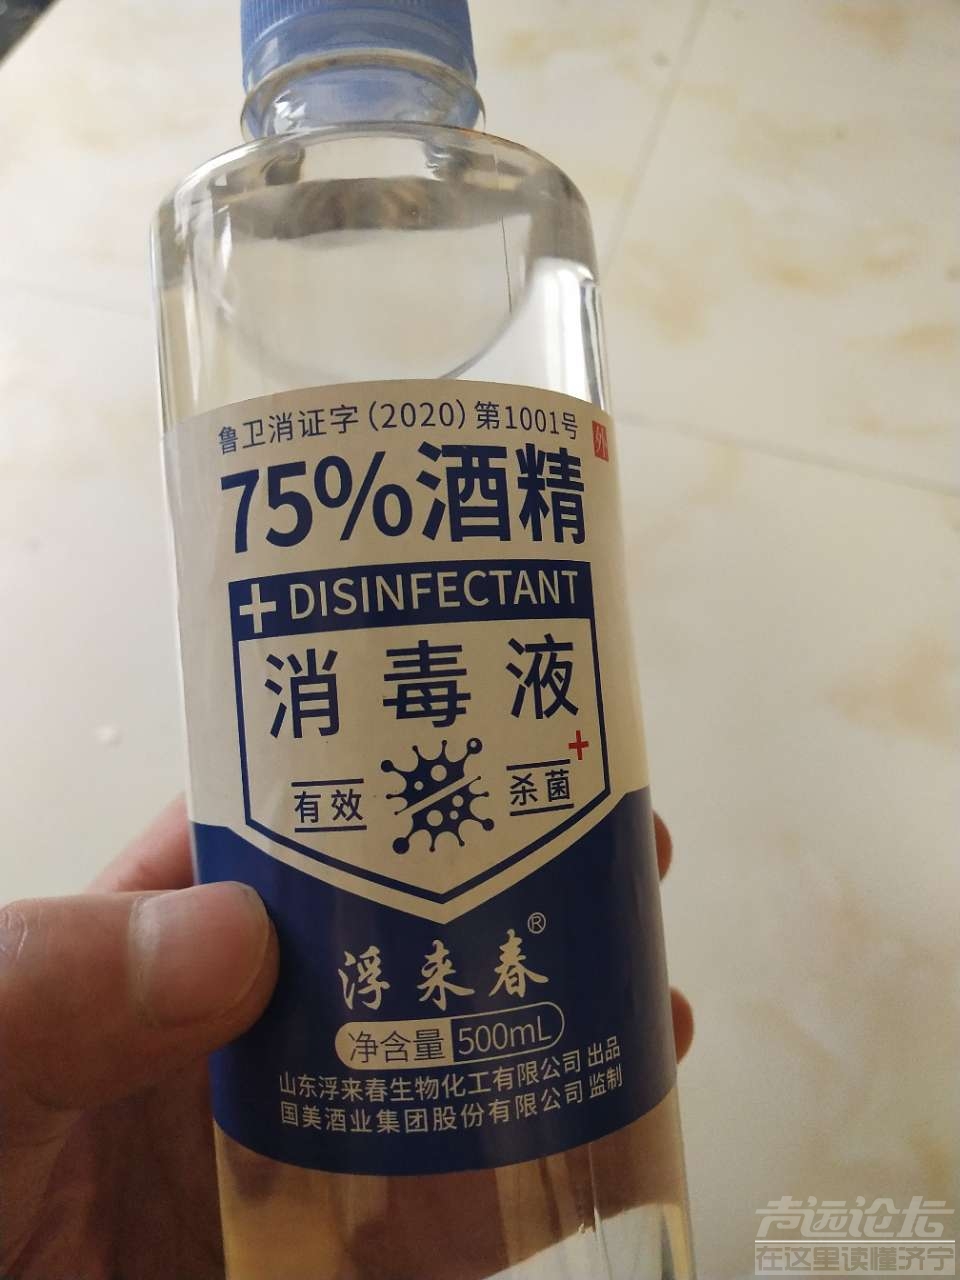 鲁卫消证字（2020）第1001号
外
75%酒精
+ DISINFECTANT
消毒液
+
有效
杀菌
浮来春®
净含量 500mL
山东浮来春生物化工有限公司 出品
国美酒业集团股份有限公司 监制
声远论坛
在这里读懂济宁